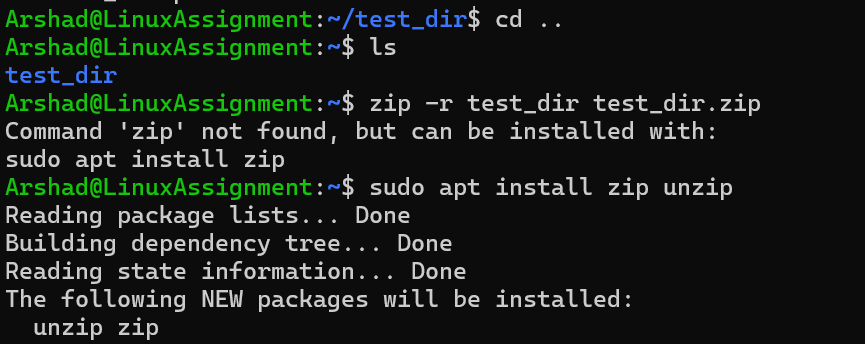 Arshad@LinuxAssignment:~/test_dir$ cd ..
Arshad@LinuxAssignment:~$ ls
test_dir
Arshad@LinuxAssignment:~$ zip -r test_dir test_dir.zip
Command 'zip' not found, but can be installed with:
sudo apt install zip
Arshad@LinuxAssignment:~$ sudo apt install zip unzip
Reading package lists... Done
Building dependency tree... Done
Reading state information... Done
The following NEW packages will be installed:
  unzip zip